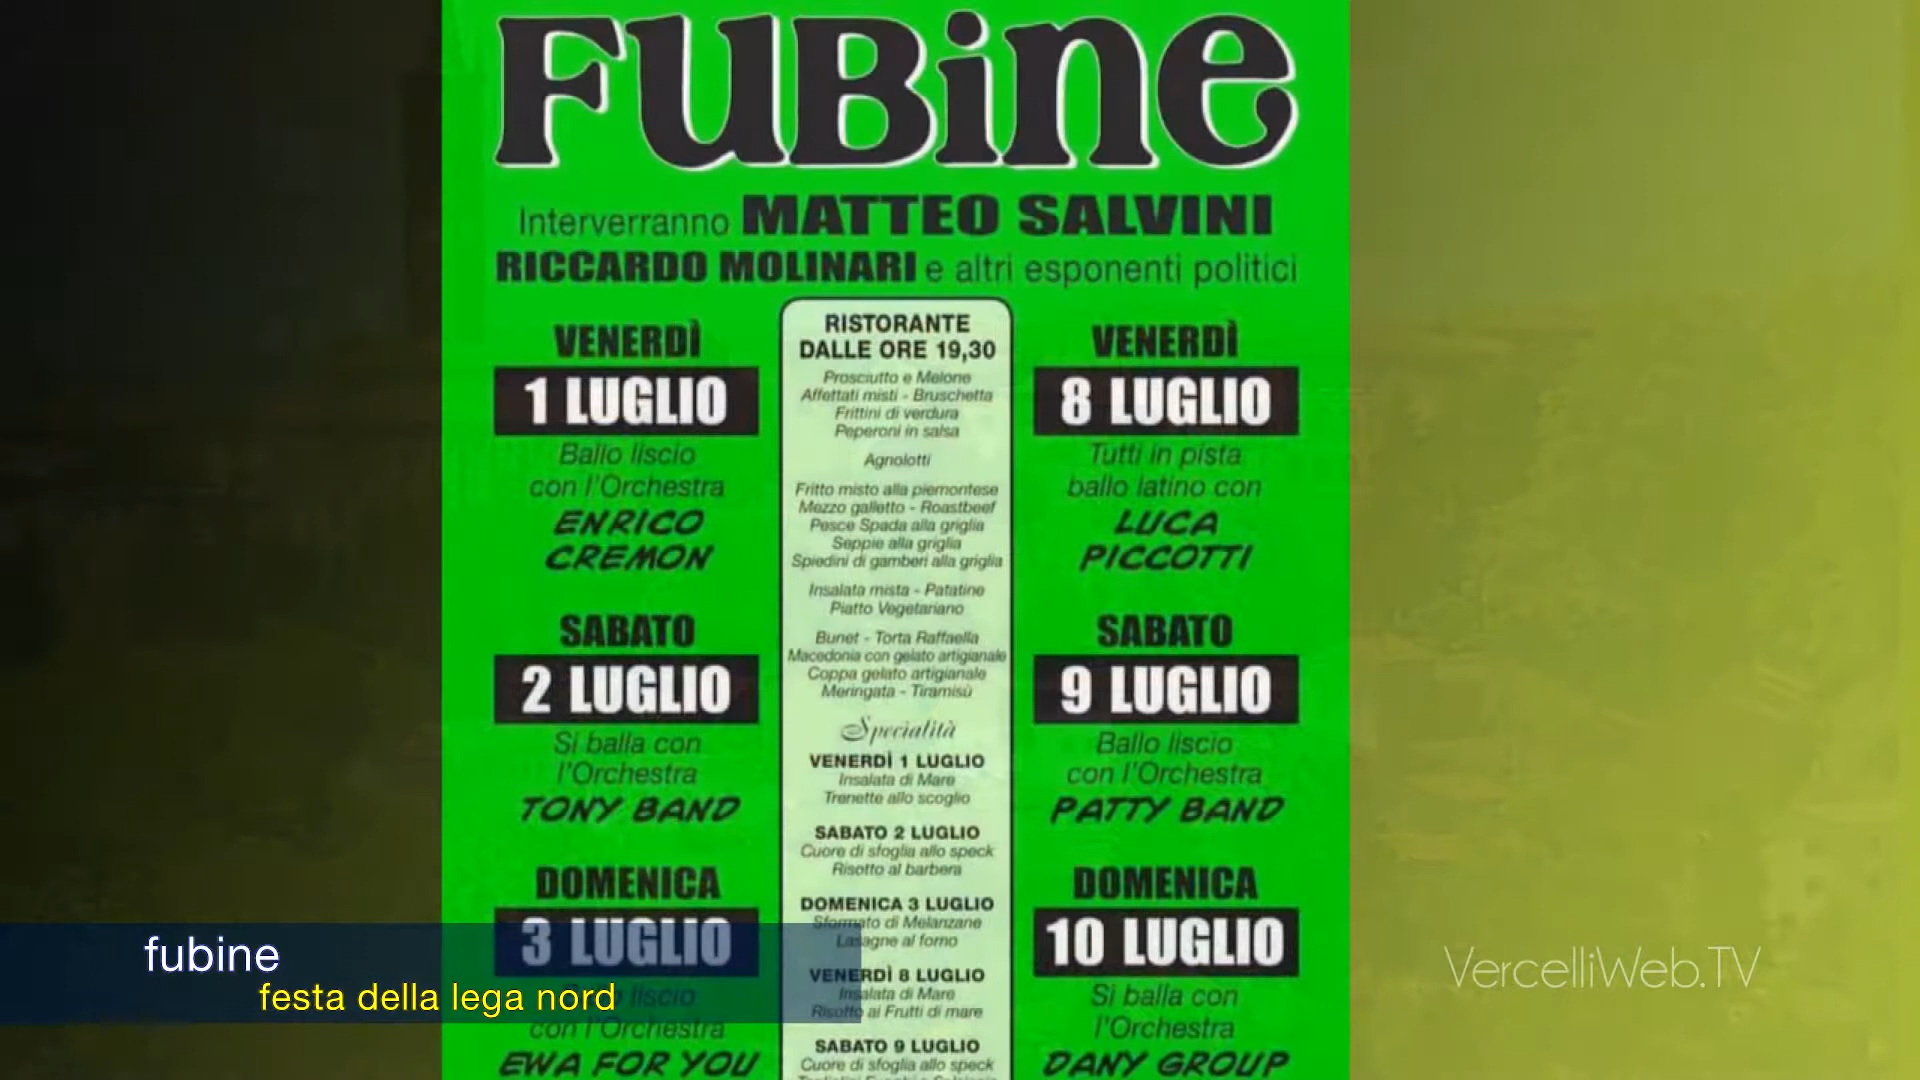 FUBiNe
Interverranno MATTEO SALVINI
RICCARDO MOLINARI e altri esponenti politici
VENERDÌ
1 LUGLIO
Ballo liscio
con l'Orchestra
ENRICO
CREMON
SABATO
2 LUGLIO
Si balla con
l'Orchestra
TONY BAND
DOMENICA
3 LUGLIO
liscio
con l'Orchestra
EWA FOR YOU
RISTORANTE
DALLE ORE 19,30
Prosciutto e Melone
Affettati misti - Bruschetta
Frittini di verdura
Peperoni in salsa
Agnolotti
Fritto misto alla piemontese
Mezzo galletto - Roastbeef
Pesce Spada alla griglia
Seppie alla griglia
Spiedini di gamberi alla griglia
Insalata mista - Patatine
Piatto Vegetariano
Bunet - Torta Raffaella
Macedonia con gelato artigianale
Coppa gelato artigianale
Meringata - Tiramisù
Specialità
VENERDÌ 1 LUGLIO
Insalata di Mare
Trenette allo scoglio
SABATO 2 LUGLIO
Cuore di sfoglia allo speck
Risotto al barbera
DOMENICA 3 LUGLIO
Sformato di Melanzane
Lasagne al forno
VENERDÌ 8 LUGLIO
Insalata di Mare
Risotto ai Frutti di mare
SABATO 9 LUGLIO
Cuore di sfoglia allo speck
VENERDÌ
8 LUGLIO
Tutti in pista
ballo latino con
LUCA
PICCOTTI
SABATO
9 LUGLIO
Ballo liscio
con l'Orchestra
PATTY BAND
DOMENICA
10 LUGLIO
Si balla con
l'Orchestra
DANY GROUP
fubine
festa della lega nord
VercelliWeb.TV